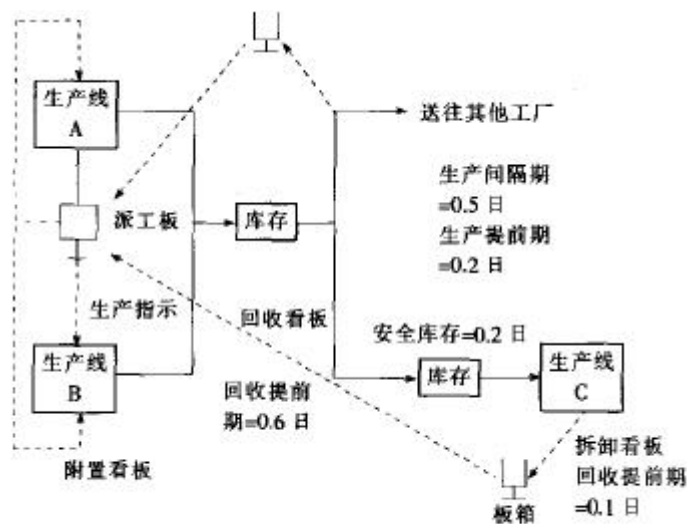 生产线
A
送往其他工厂
生产间隔期
=0.5 日
生产提前期
=0.2 日
派工板
库存
生产指示
回收看板
安全库存=0.2 日
生产线
B
库存
生产线
C
回收提前
期=0.6 日
附置看板
拆卸看板
回收提前期
=0.1 日
板箱